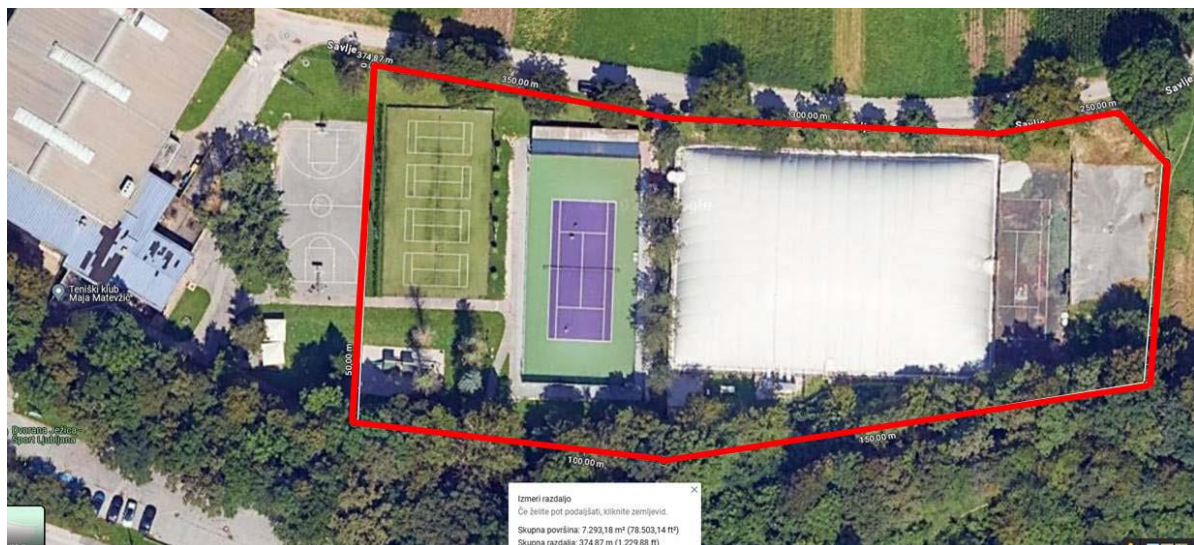 Savlje
374,87 m
0
350,00 m
300,00 m
Savlje
250,00 m
Savlje
Teniški klub
Maja Matevžič
50,00 m
Dvorana Ježica -
Šport Ljubljana
100,00 m
150,00 m
Izmeri razdaljo
Če želite pot podaljšati, kliknite zemljevid.
Skupna površina: 7.293,18 m² (78.503,14 ft²)
Skupna razdalja: 374,87 m (1.229,88 ft)